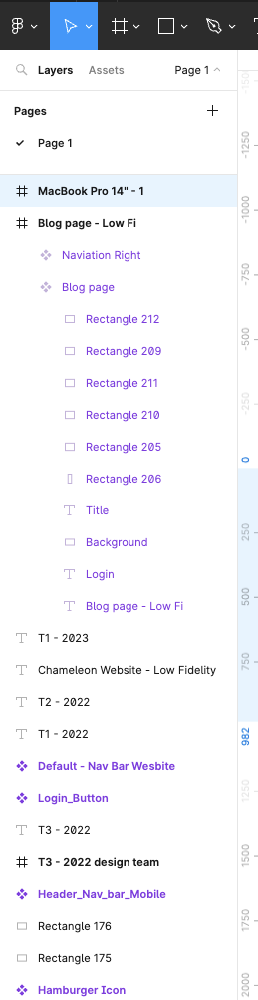 Layers Assets Page 1
Pages
Page 1
MacBook Pro 14" - 1
Blog page - Low Fi
Naviation Right
Blog page
Rectangle 212
Rectangle 209
Rectangle 211
Rectangle 210
Rectangle 205
Rectangle 206
Title
Background
Login
Blog page - Low Fi
T1 - 2023
Chameleon Website - Low Fidelity
T2 - 2022
T1 - 2022
Default - Nav Bar Wesbite
Login_Button
T3 - 2022
T3 - 2022 design team
Header_Nav_bar_Mobile
Rectangle 176
Rectangle 175
Hamburger Icon
-1250
-1000
-750
-500
-250
0
250
500
750
982
1250
1500
1750
2000